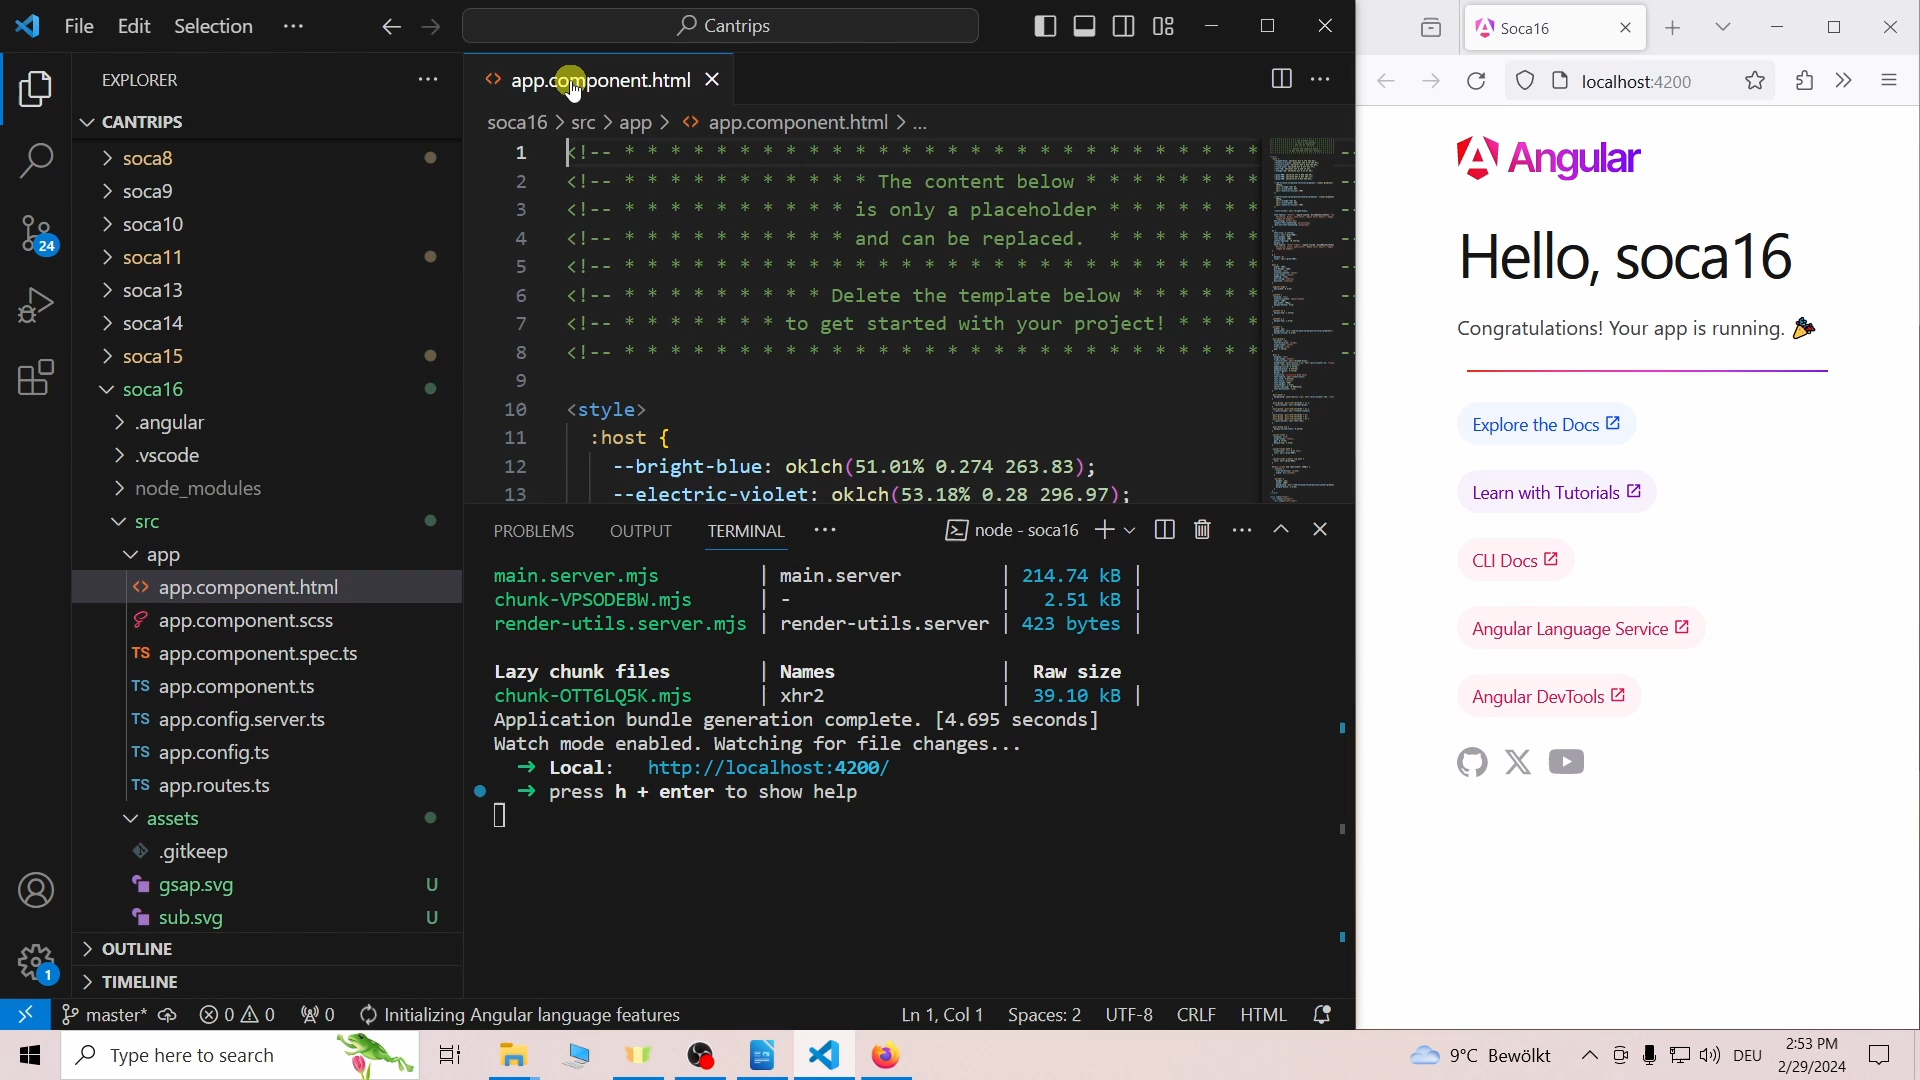 File Edit Selection ···
Cantrips
EXPLORER
CANTRIPS
soca8
soca9
soca10
soca11
soca13
soca14
soca15
soca16
.angular
.vscode
node_modules
src
app
app.component.html
app.component.scss
TS app.component.spec.ts
TS app.component.ts
TS app.config.server.ts
TS app.config.ts
TS app.routes.ts
assets
.gitkeep
gsap.svg U
sub.svg U
OUTLINE
TIMELINE
24
1
app.component.html
soca16 > src > app > app.component.html > ...
1 <!-- * * * * * * * * * * * * * * * * * * * * * * * * * * * *
2 <!-- * * * * * * * * * * * The content below * * * * * * * *
3 <!-- * * * * * * * * * * is only a placeholder * * * * * * *
4 <!-- * * * * * * * * * * and can be replaced. * * * * * * *
5 <!-- * * * * * * * * * * * * * * * * * * * * * * * * * * * *
6 <!-- * * * * * * * * * Delete the template below * * * * * *
7 <!-- * * * * * * * to get started with your project! * * * *
8 <!-- * * * * * * * * * * * * * * * * * * * * * * * * * * * *
9
10 <style>
11 :host {
12 --bright-blue: oklch(51.01% 0.274 263.83);
13 --electric-violet: oklch(53.18% 0.28 296.97);
PROBLEMS OUTPUT TERMINAL ··· node - soca16
main.server.mjs | main.server | 214.74 kB |
chunk-VPSODEBW.mjs | - | 2.51 kB |
render-utils.server.mjs | render-utils.server | 423 bytes |
Lazy chunk files | Names | Raw size
chunk-OTT6LQ5K.mjs | xhr2 | 39.10 kB |
Application bundle generation complete. [4.695 seconds]
Watch mode enabled. Watching for file changes...
➜ Local: http://localhost:4200/
➜ press h + enter to show help
master* 0 0 0 Initializing Angular language features Ln 1, Col 1 Spaces: 2 UTF-8 CRLF HTML
Soca16
localhost:4200
Angular
Hello, soca16
Congratulations! Your app is running. 🎉
Explore the Docs
Learn with Tutorials
CLI Docs
Angular Language Service
Angular DevTools
Type here to search
9°C Bewölkt
DEU
2:53 PM
2/29/2024